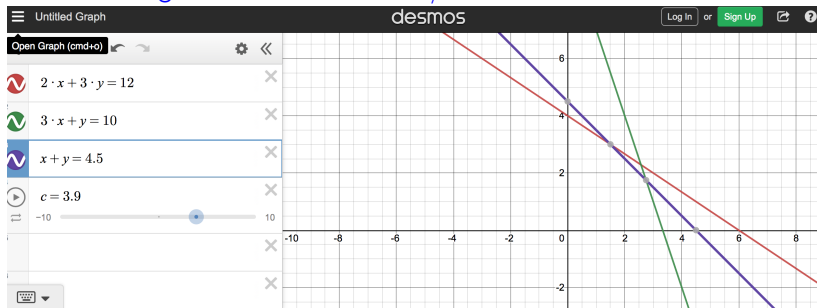 Untitled Graph
desmos
Log In or Sign Up
Open Graph (cmd+o)
2 · x + 3 · y = 12
3 · x + y = 10
x + y = 4.5
c = 3.9
-10
10
6
4
2
-10 -8 -6 -4 -2 0 2 4 6 8
-2